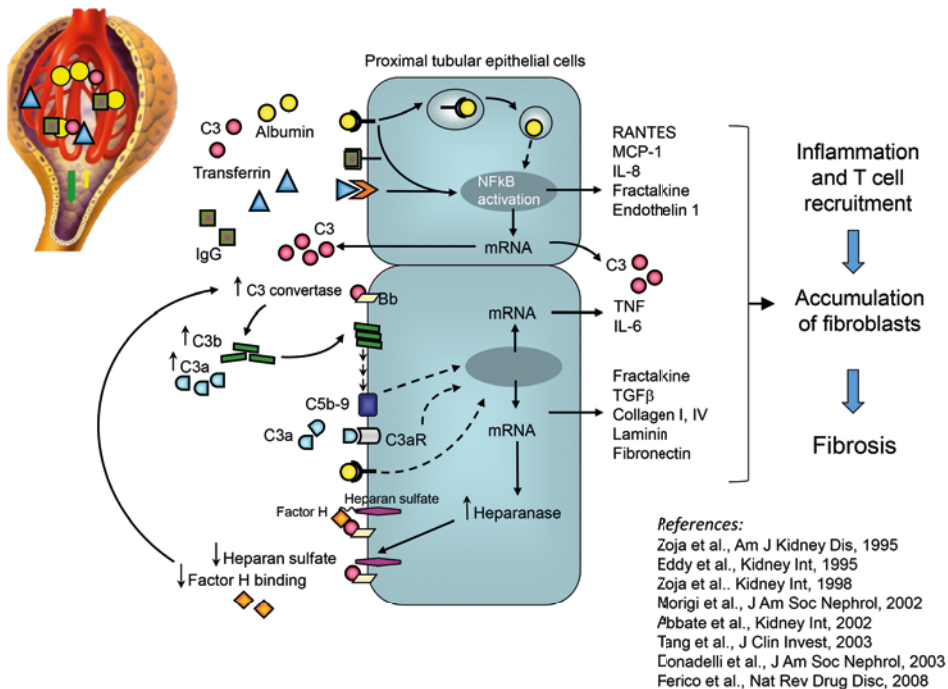 Proximal tubular epithelial cells
C3
Albumin
Transferrin
IgG
NFkB
activation
mRNA
C3
RANTES
MCP-1
IL-8
Fractalkine
Endothelin 1
C3
TNF
IL-6
Inflammation
and T cell
recruitment
Accumulation
of fibroblasts
Fibrosis
↑ C3 convertase
Bb
↑ C3b
↑ C3a
C5b-9
C3a
C3aR
mRNA
mRNA
Fractalkine
TGFβ
Collagen I, IV
Laminin
Fibronectin
Heparan sulfate
Factor H
↑ Heparanase
↓ Heparan sulfate
↓ Factor H binding
References:
Zoja et al., Am J Kidney Dis, 1995
Eddy et al., Kidney Int, 1995
Zoja et al.. Kidney Int, 1998
Morigi et al., J Am Soc Nephrol, 2002
Abbate et al., Kidney Int, 2002
Tang et al., J Clin Invest, 2003
Donadelli et al., J Am Soc Nephrol, 2003
Perico et al., Nat Rev Drug Disc, 2008